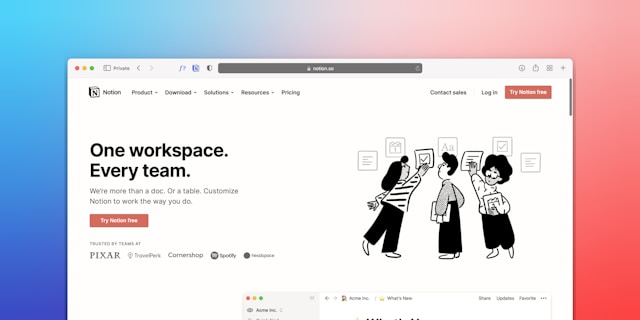 Private
notion.so
Notion
Product
Download
Solutions
Resources
Pricing
Contact sales
Log in
Try Notion free
One workspace.
Every team.
We're more than a doc. Or a table. Customize
Notion to work the way you do.
Try Notion free
TRUSTED BY TEAMS AT
PIXAR
TravelPerk
Cornershop
Spotify
headspace
Aa
Acme Inc.
Acme Inc. / What's New
Share
Updates
Favorite